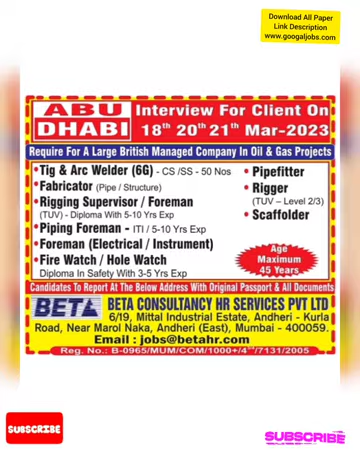 Download All Paper
Link Description
www.googaljobs.com
ABU DHABI
Interview For Client On
18th 20th 21th Mar-2023
Require For A Large British Managed Company In Oil & Gas Projects
•Tig & Arc Welder (6G) - CS /SS - 50 Nos
•Fabricator (Pipe / Structure)
•Rigging Supervisor / Foreman
(TUV) - Diploma With 5-10 Yrs Exp
•Piping Foreman - ITI / 5-10 Yrs Exp
•Foreman (Electrical / Instrument)
•Fire Watch / Hole Watch
Diploma In Safety With 3-5 Yrs Exp
• Pipefitter
• Rigger
(TUV – Level 2/3)
• Scaffolder
Age
Maximum
45 Years
Candidates To Report At The Below Address With Original Passport & All Documents
BETA
BETA CONSULTANCY HR SERVICES PVT LTD
6/19, Mittal Industrial Estate, Andheri - Kurla
Road, Near Marol Naka, Andheri (East), Mumbai - 400059.
Email : jobs@betahr.com
Reg. No.: B-0965/MUM/COM/1000+/4th/7131/2005
SUBSCRIBE
SUBSCRIBE